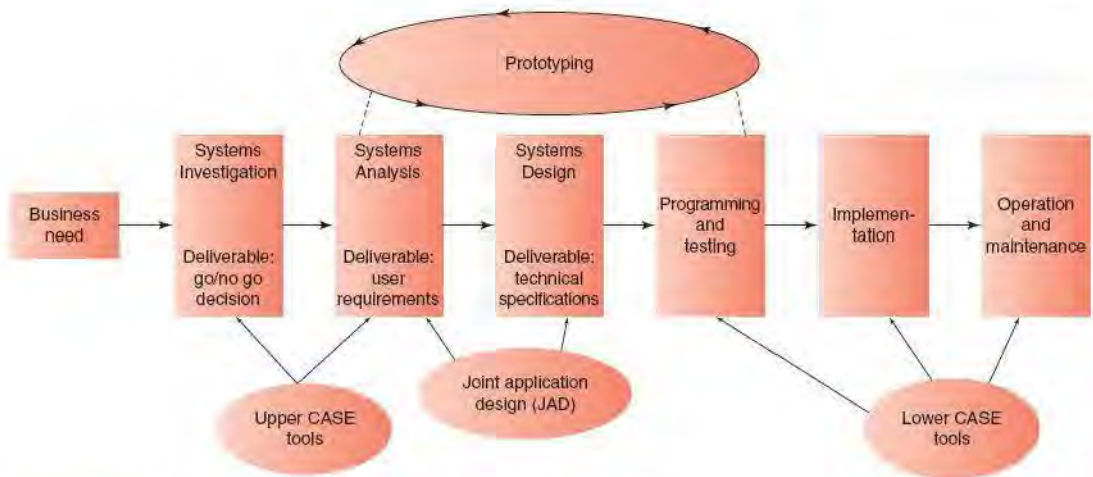 Prototyping
Business
need
Systems
Investigation
Deliverable:
go/no go
decision
Systems
Analysis
Deliverable:
user
requirements
Systems
Design
Deliverable:
technical
specifications
Programming
and
testing
Implemen-
tation
Operation
and
maintenance
Upper CASE
tools
Joint application
design (JAD)
Lower CASE
tools